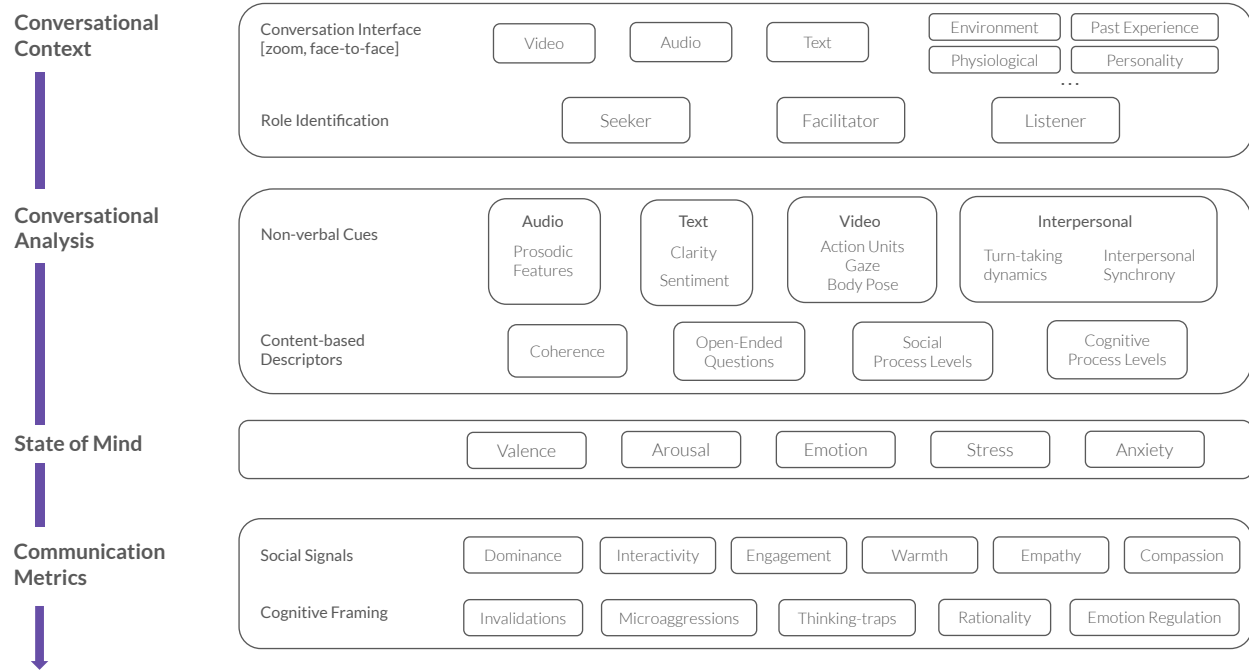 Conversational
Context
Conversation Interface
[zoom, face-to-face]
Video
Audio
Text
Environment
Past Experience
Physiological
Personality
...
Role Identification
Seeker
Facilitator
Listener
Conversational
Analysis
Non-verbal Cues
Audio
Prosodic
Features
Text
Clarity
Sentiment
Video
Action Units
Gaze
Body Pose
Interpersonal
Turn-taking
dynamics
Interpersonal
Synchrony
Content-based
Descriptors
Coherence
Open-Ended
Questions
Social
Process Levels
Cognitive
Process Levels
State of Mind
Valence
Arousal
Emotion
Stress
Anxiety
Communication
Metrics
Social Signals
Dominance
Interactivity
Engagement
Warmth
Empathy
Compassion
Cognitive Framing
Invalidations
Microaggressions
Thinking-traps
Rationality
Emotion Regulation